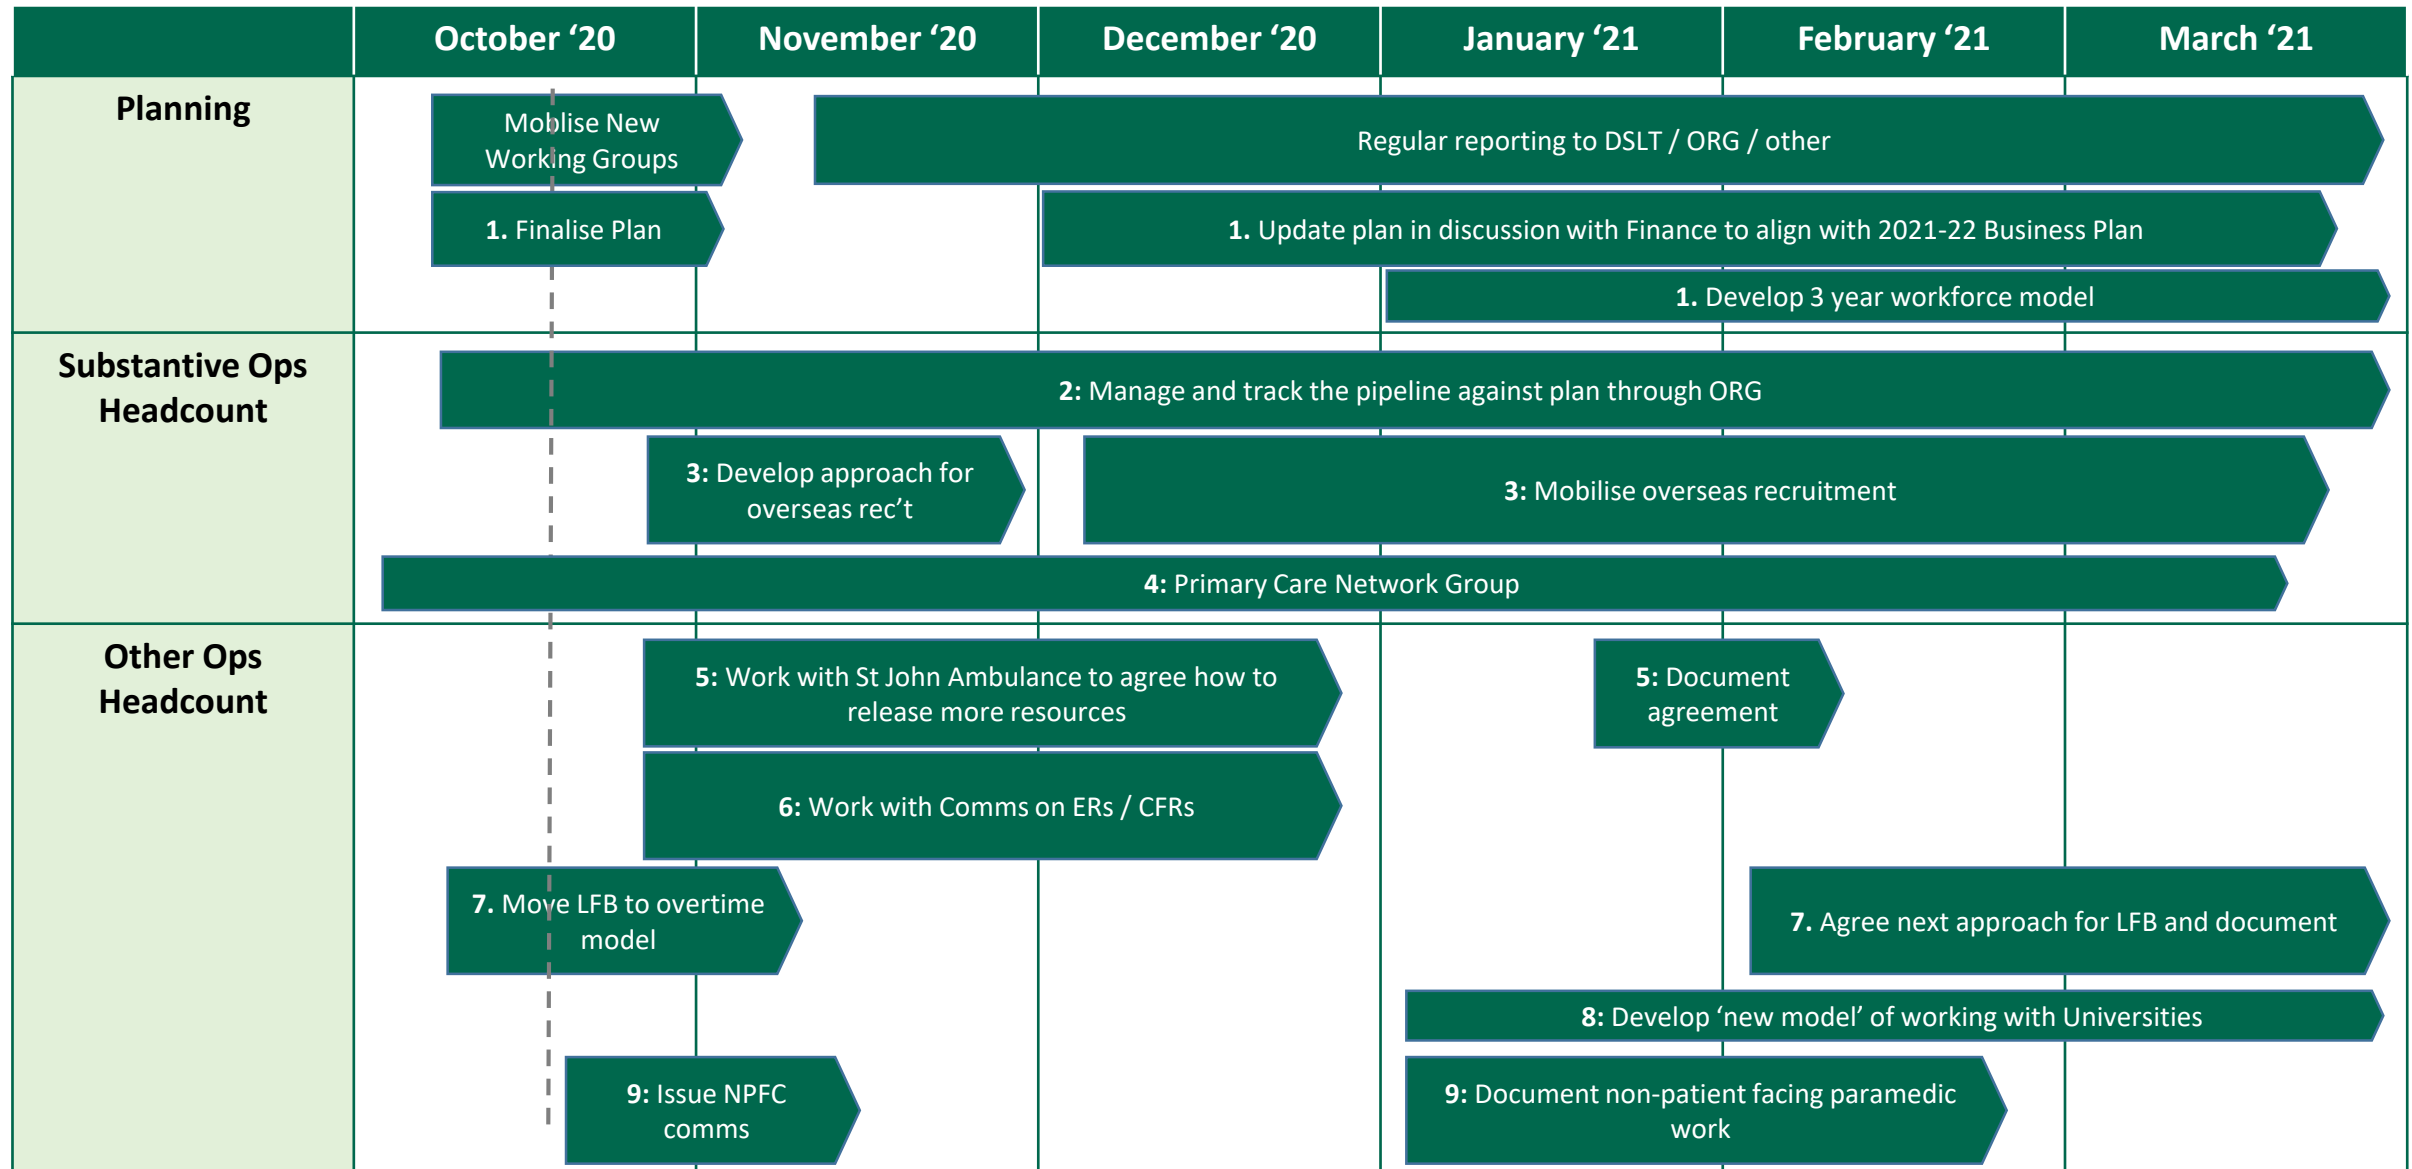 October ‘20
November ‘20
December ‘20
January ‘21
February ‘21
March ‘21
Planning
Moblise New
Working Groups
Regular reporting to DSLT / ORG / other
1. Finalise Plan
1. Update plan in discussion with Finance to align with 2021-22 Business Plan
1. Develop 3 year workforce model
Substantive Ops
Headcount
2: Manage and track the pipeline against plan through ORG
3: Develop approach for
overseas rec’t
3: Mobilise overseas recruitment
4: Primary Care Network Group
Other Ops
Headcount
5: Work with St John Ambulance to agree how to
release more resources
5: Document
agreement
6: Work with Comms on ERs / CFRs
7. Move LFB to overtime
model
7. Agree next approach for LFB and document
8: Develop ‘new model’ of working with Universities
9: Issue NPFC
comms
9: Document non-patient facing paramedic
work